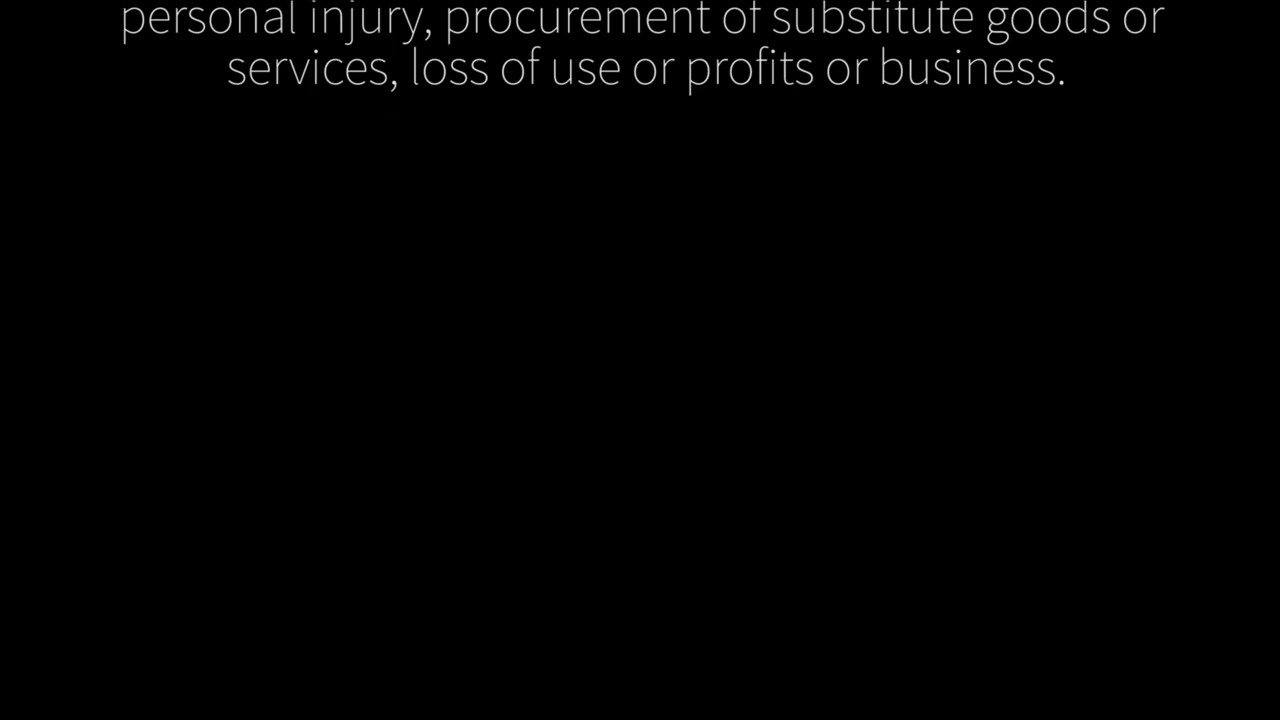 personal injury, procurement of substitute goods or
services, loss of use or profits or business.